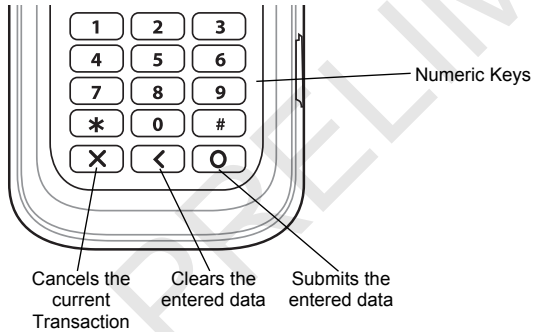 1 2 3
4 5 6
7 8 9
* 0 #
X < O
Numeric Keys
Cancels the current Transaction
Clears the entered data
Submits the entered data
PRELIM